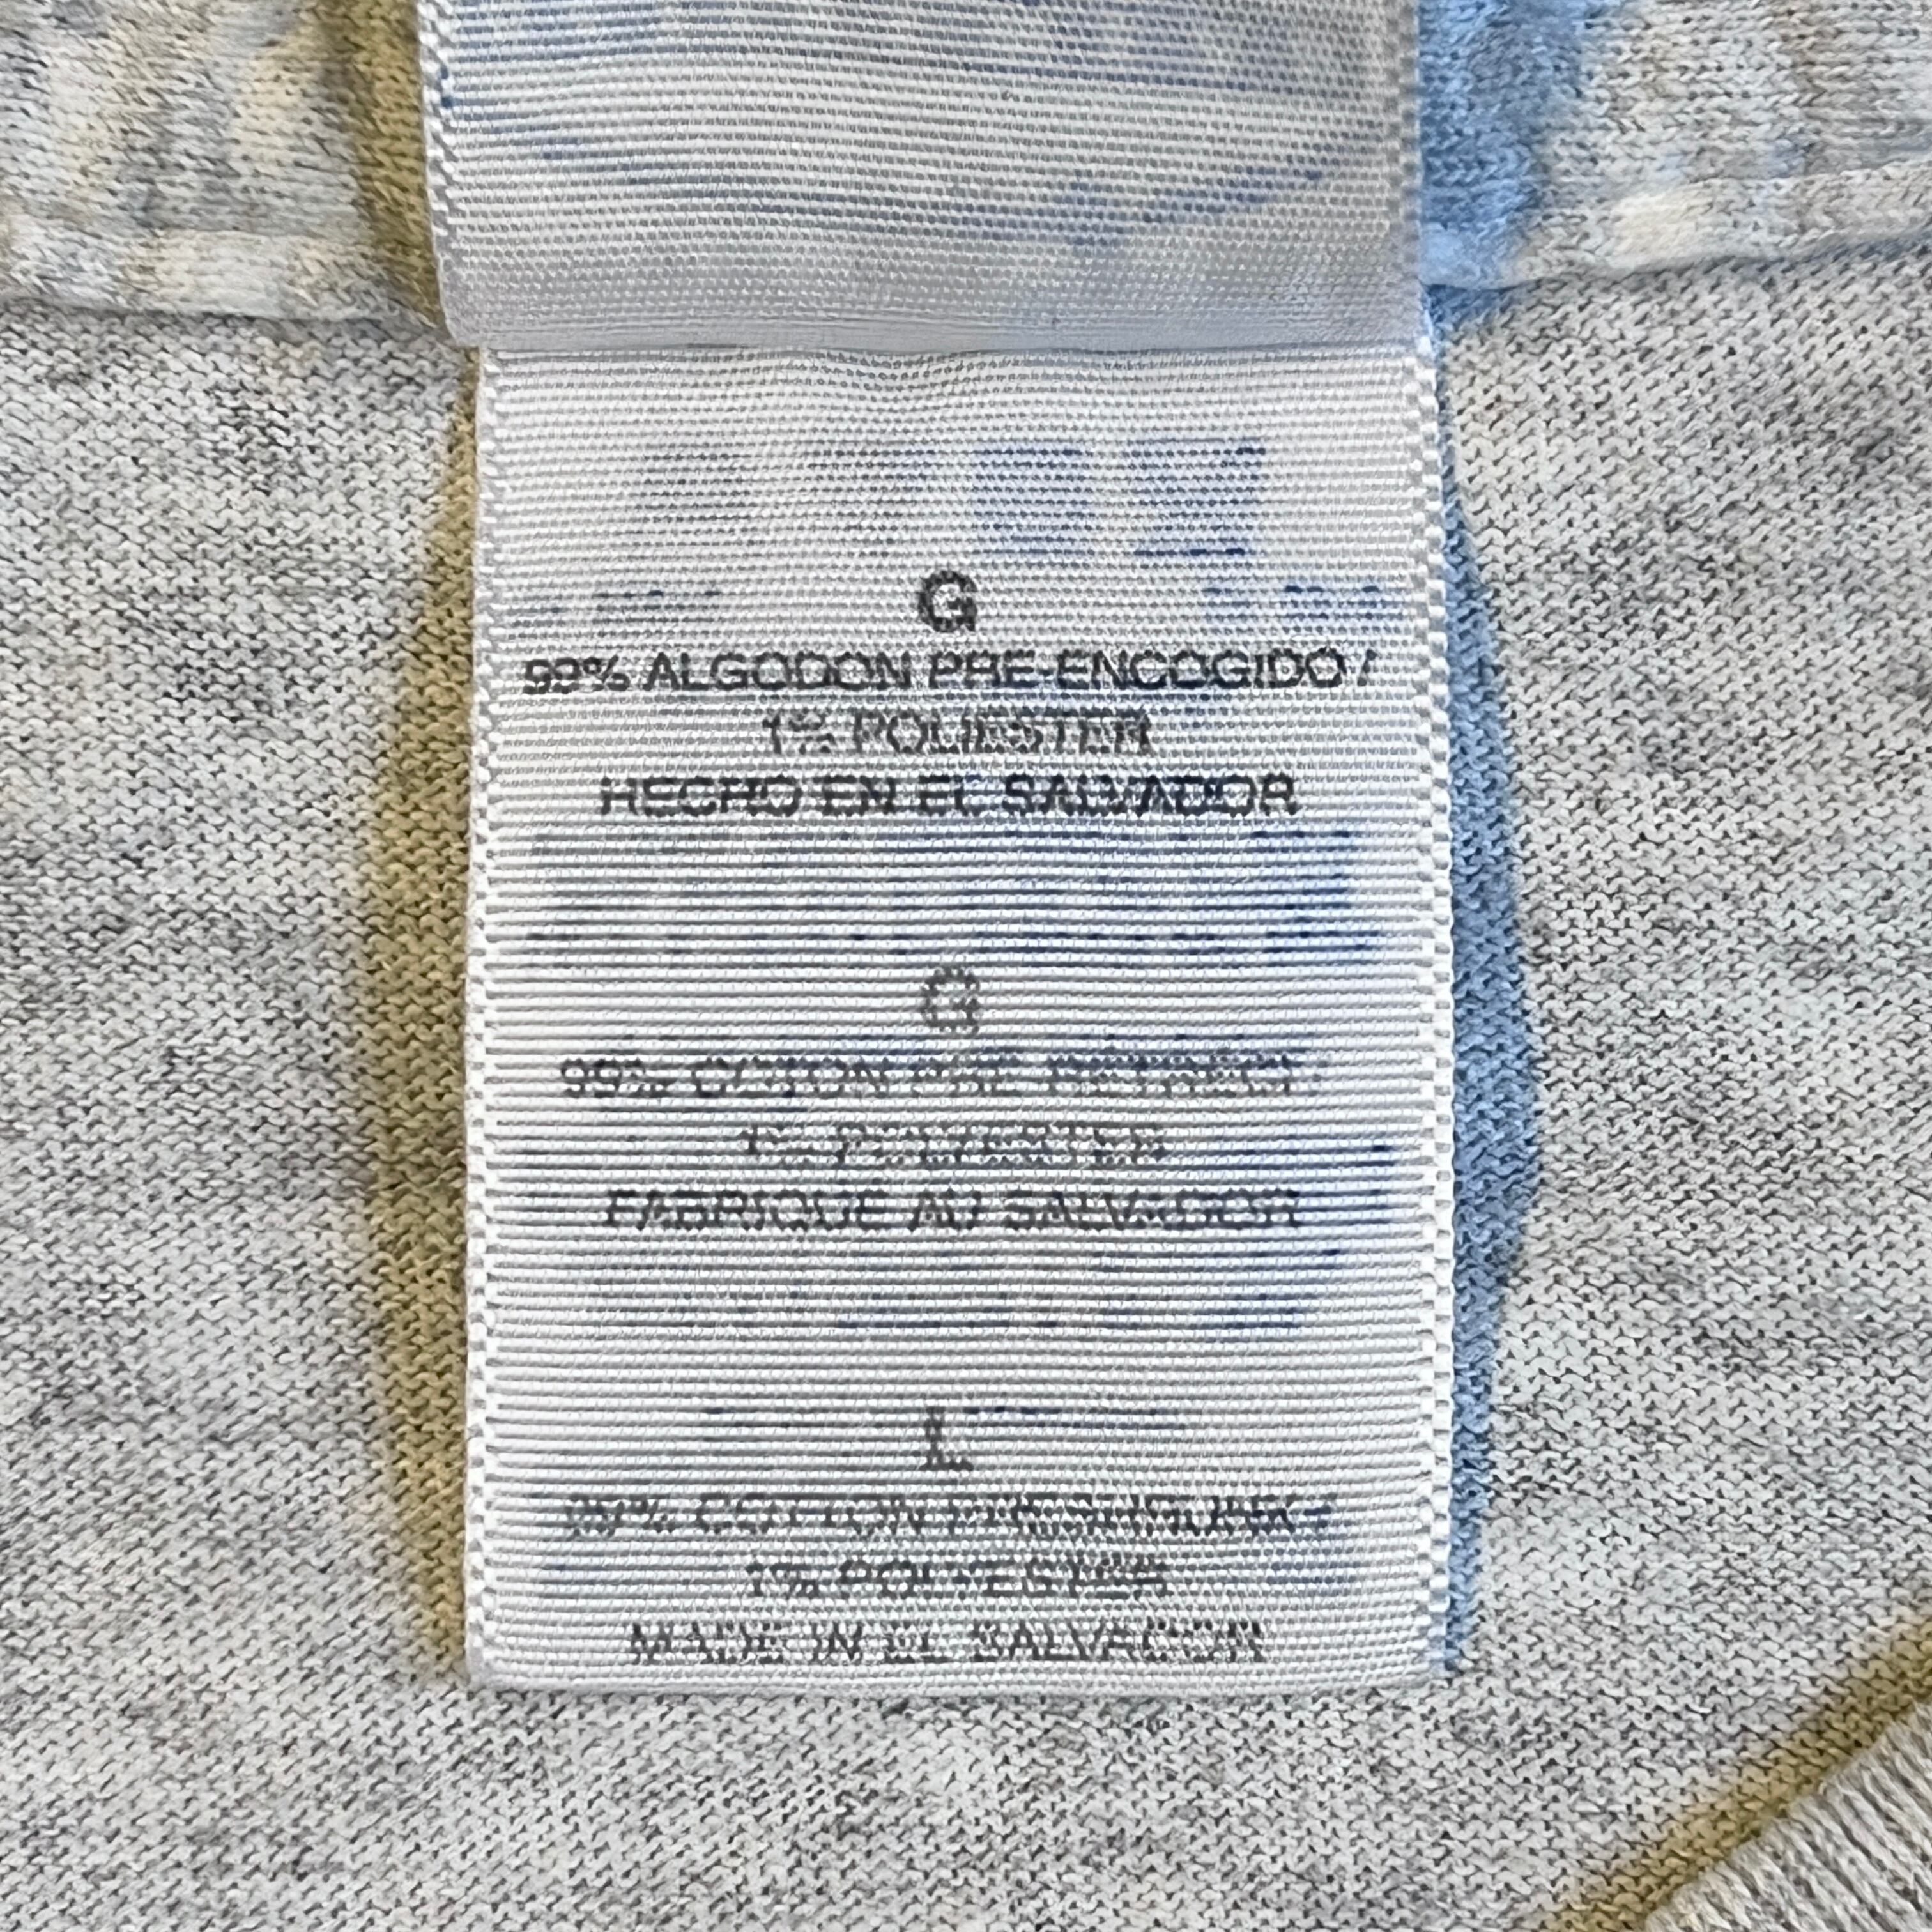 G
99% ALGODON PRE-ENCOGIDO /
1% POLIESTER
HECHO EN EL SALVADOR
G
99% COTON PRE
1% POLYESTER
FABRIQUE AU SALVADOR
L
99% COTTON PRESHRUNK /
1% POLYESTER
MADE IN EL SALVADOR